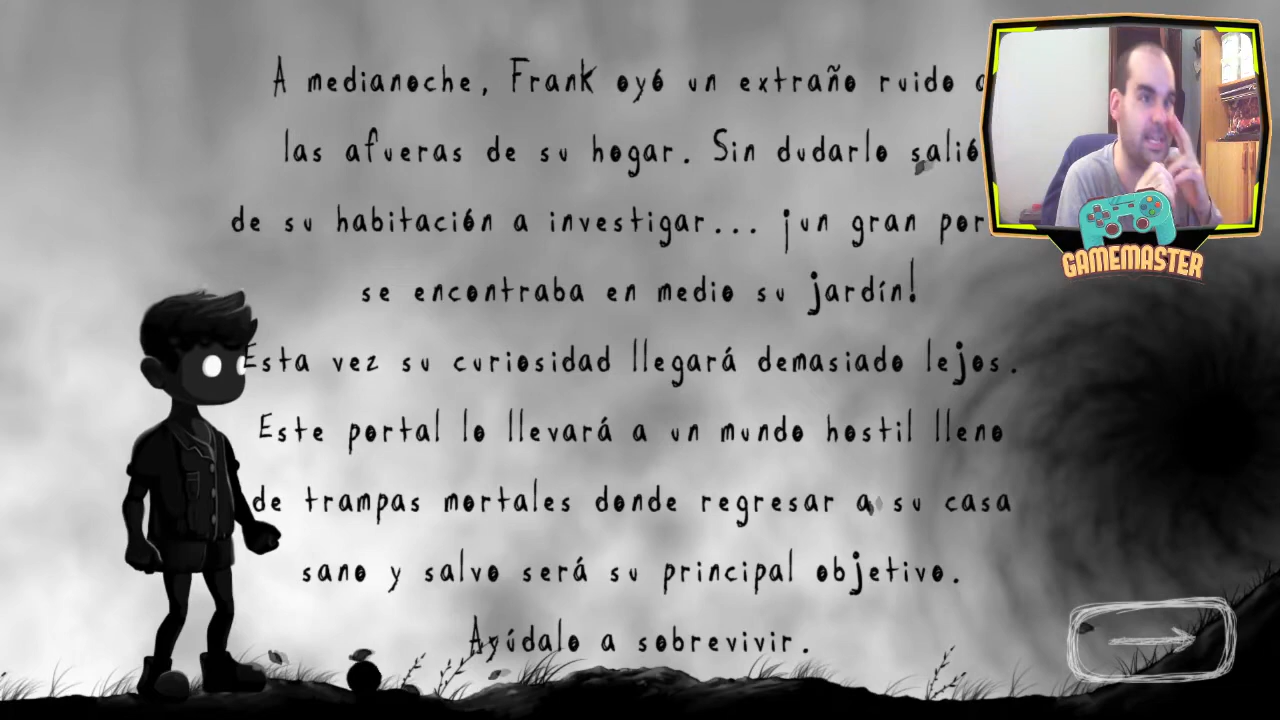 A medianoche, Frank oyó un extraño ruido
las afueras de su hogar. Sin dudarlo salió
de su habitación a investigar... ¡un gran
se encontraba en medio su jardín!
Esta vez su curiosidad llegará demasiado lejos.
Este portal lo llevará a un mundo hostil lleno
de trampas mortales donde regresar a su casa
sano y salvo será su principal objetivo.
Ayúdalo a sobrevivir.
GAMEMASTER